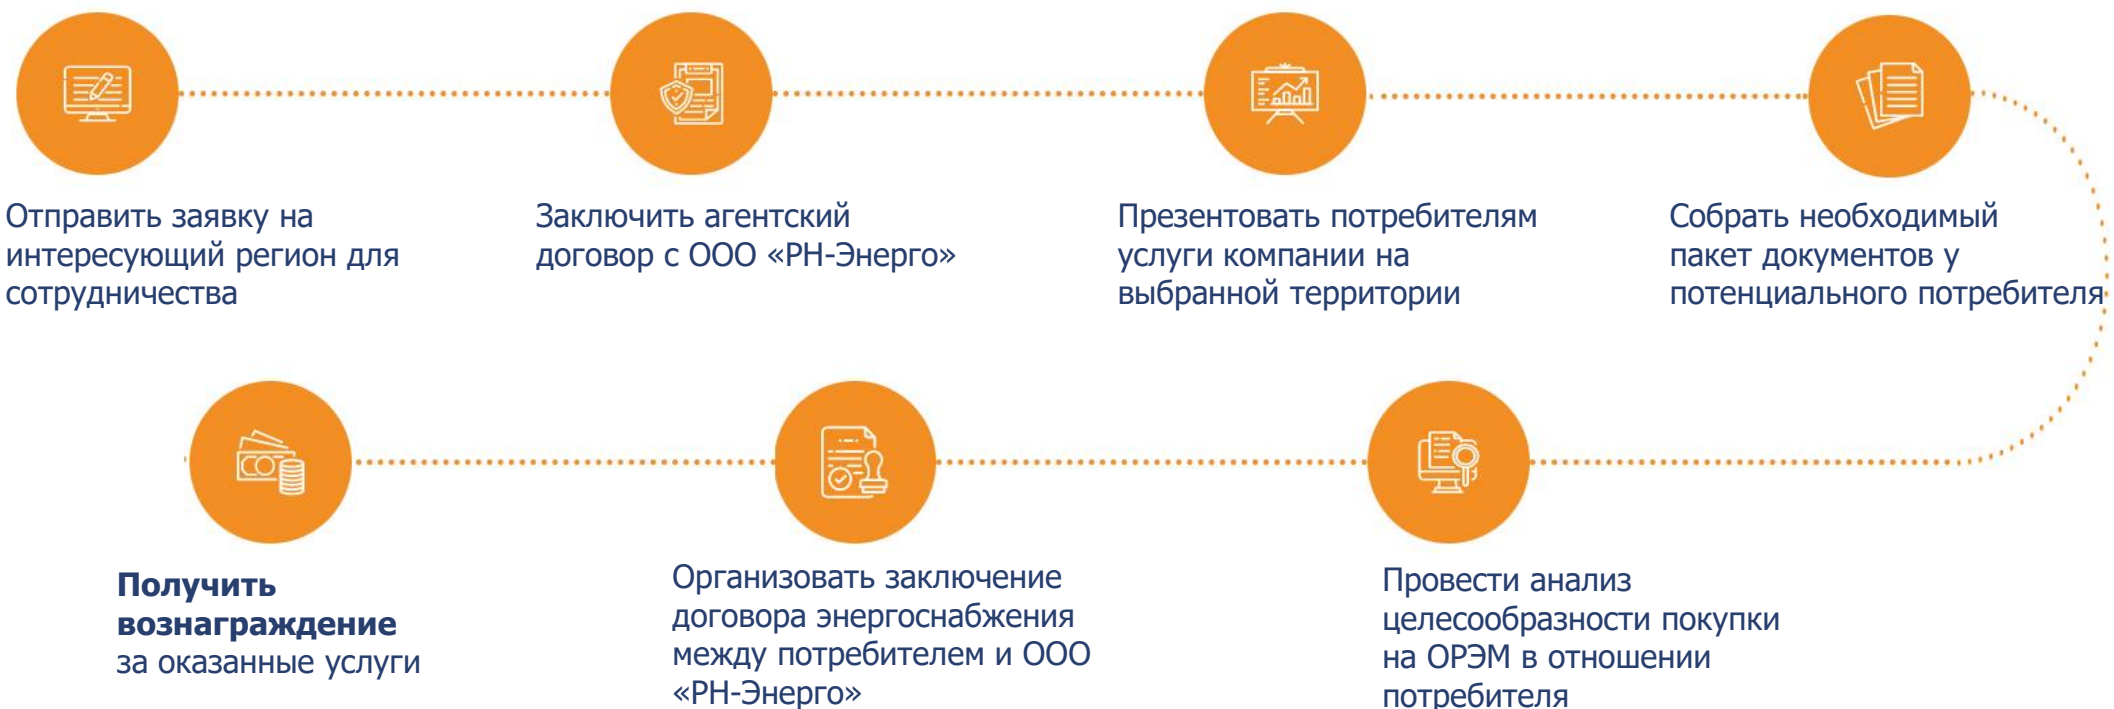 Отправить заявку на
интересующий регион для
сотрудничества
Заключить агентский
договор с ООО «РН-Энерго»
Презентовать потребителям
услуги компании на
выбранной территории
Собрать необходимый
пакет документов у
потенциального потребителя
Получить
вознаграждение
за оказанные услуги
Организовать заключение
договора энергоснабжения
между потребителем и ООО
«РН-Энерго»
Провести анализ
целесообразности покупки
на ОРЭМ в отношении
потребителя